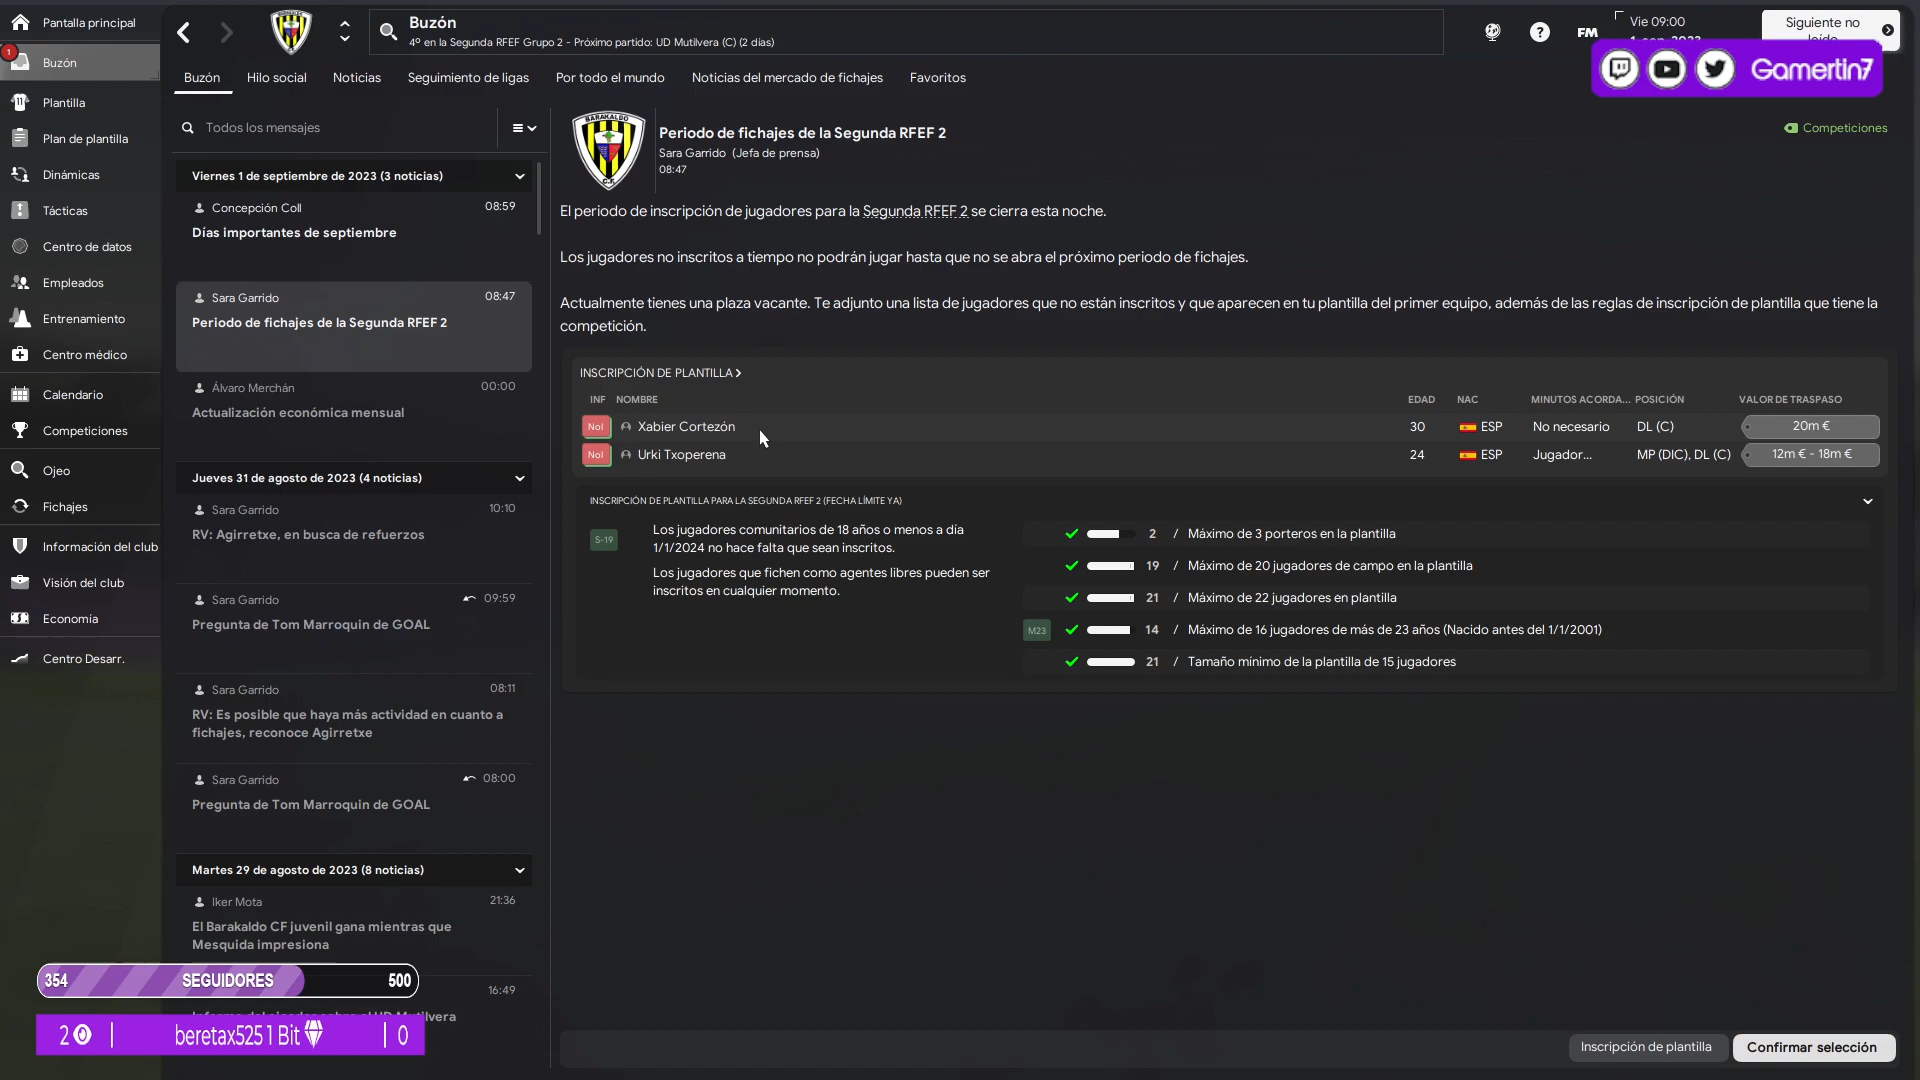 Pantalla principal
1
Buzón
Plantilla
Plan de plantilla
Dinámicas
Tácticas
Centro de datos
Empleados
Entrenamiento
Centro médico
Calendario
Competiciones
Ojeo
Fichajes
Información del club
Visión del club
Economía
Centro Desarr.
BARAKALDO
Buzón
4º en la Segunda RFEF Grupo 2 - Próximo partido: UD Mutilvera (C) (2 días)
?
FM
Vie 09:00
Siguiente no
Gamertin7
Buzón
Hilo social
Noticias
Seguimiento de ligas
Por todo el mundo
Noticias del mercado de fichajes
Favoritos
Todos los mensajes
Viernes 1 de septiembre de 2023 (3 noticias)
Concepción Coll 08:59
Días importantes de septiembre
Sara Garrido 08:47
Periodo de fichajes de la Segunda RFEF 2
Álvaro Merchán 00:00
Actualización económica mensual
Jueves 31 de agosto de 2023 (4 noticias)
Sara Garrido 10:10
RV: Agirretxe, en busca de refuerzos
Sara Garrido 09:59
Pregunta de Tom Marroquin de GOAL
Sara Garrido 08:11
RV: Es posible que haya más actividad en cuanto a
fichajes, reconoce Agirretxe
Sara Garrido 08:00
Pregunta de Tom Marroquin de GOAL
Martes 29 de agosto de 2023 (8 noticias)
Iker Mota 21:36
El Barakaldo CF juvenil gana mientras que
Mesquida impresiona
16:49
354 SEGUIDORES 500
2 beretax525 1 Bit 0
BARAKALDO
C.F.
Periodo de fichajes de la Segunda RFEF 2
Sara Garrido (Jefa de prensa)
08:47
Competiciones
El periodo de inscripción de jugadores para la Segunda RFEF 2 se cierra esta noche.
Los jugadores no inscritos a tiempo no podrán jugar hasta que no se abra el próximo periodo de fichajes.
Actualmente tienes una plaza vacante. Te adjunto una lista de jugadores que no están inscritos y que aparecen en tu plantilla del primer equipo, además de las reglas de inscripción de plantilla que tiene la
competición.
INSCRIPCIÓN DE PLANTILLA
INF NOMBRE EDAD NAC MINUTOS ACORDA... POSICIÓN VALOR DE TRASPASO
NoI Xabier Cortezón 30 ESP No necesario DL (C) 20m €
NoI Urki Txoperena 24 ESP Jugador... MP (DIC), DL (C) 12m € - 18m €
INSCRIPCIÓN DE PLANTILLA PARA LA SEGUNDA RFEF 2 (FECHA LÍMITE YA)
S-19
Los jugadores comunitarios de 18 años o menos a día
1/1/2024 no hace falta que sean inscritos.
Los jugadores que fichen como agentes libres pueden ser
inscritos en cualquier momento.
2 / Máximo de 3 porteros en la plantilla
19 / Máximo de 20 jugadores de campo en la plantilla
21 / Máximo de 22 jugadores en plantilla
M23 14 / Máximo de 16 jugadores de más de 23 años (Nacido antes del 1/1/2001)
21 / Tamaño mínimo de la plantilla de 15 jugadores
Inscripción de plantilla
Confirmar selección